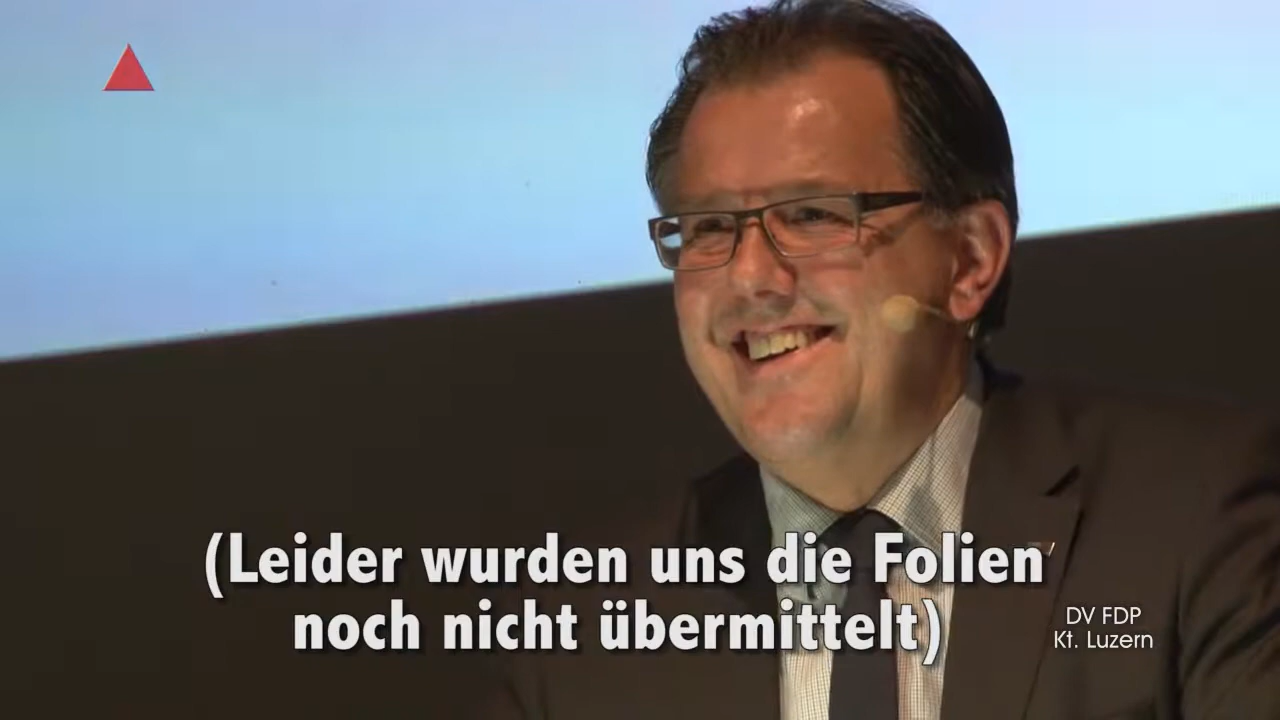 (Leider wurden uns die Folien
noch nicht übermittelt)
DV FDP
Kt. Luzern